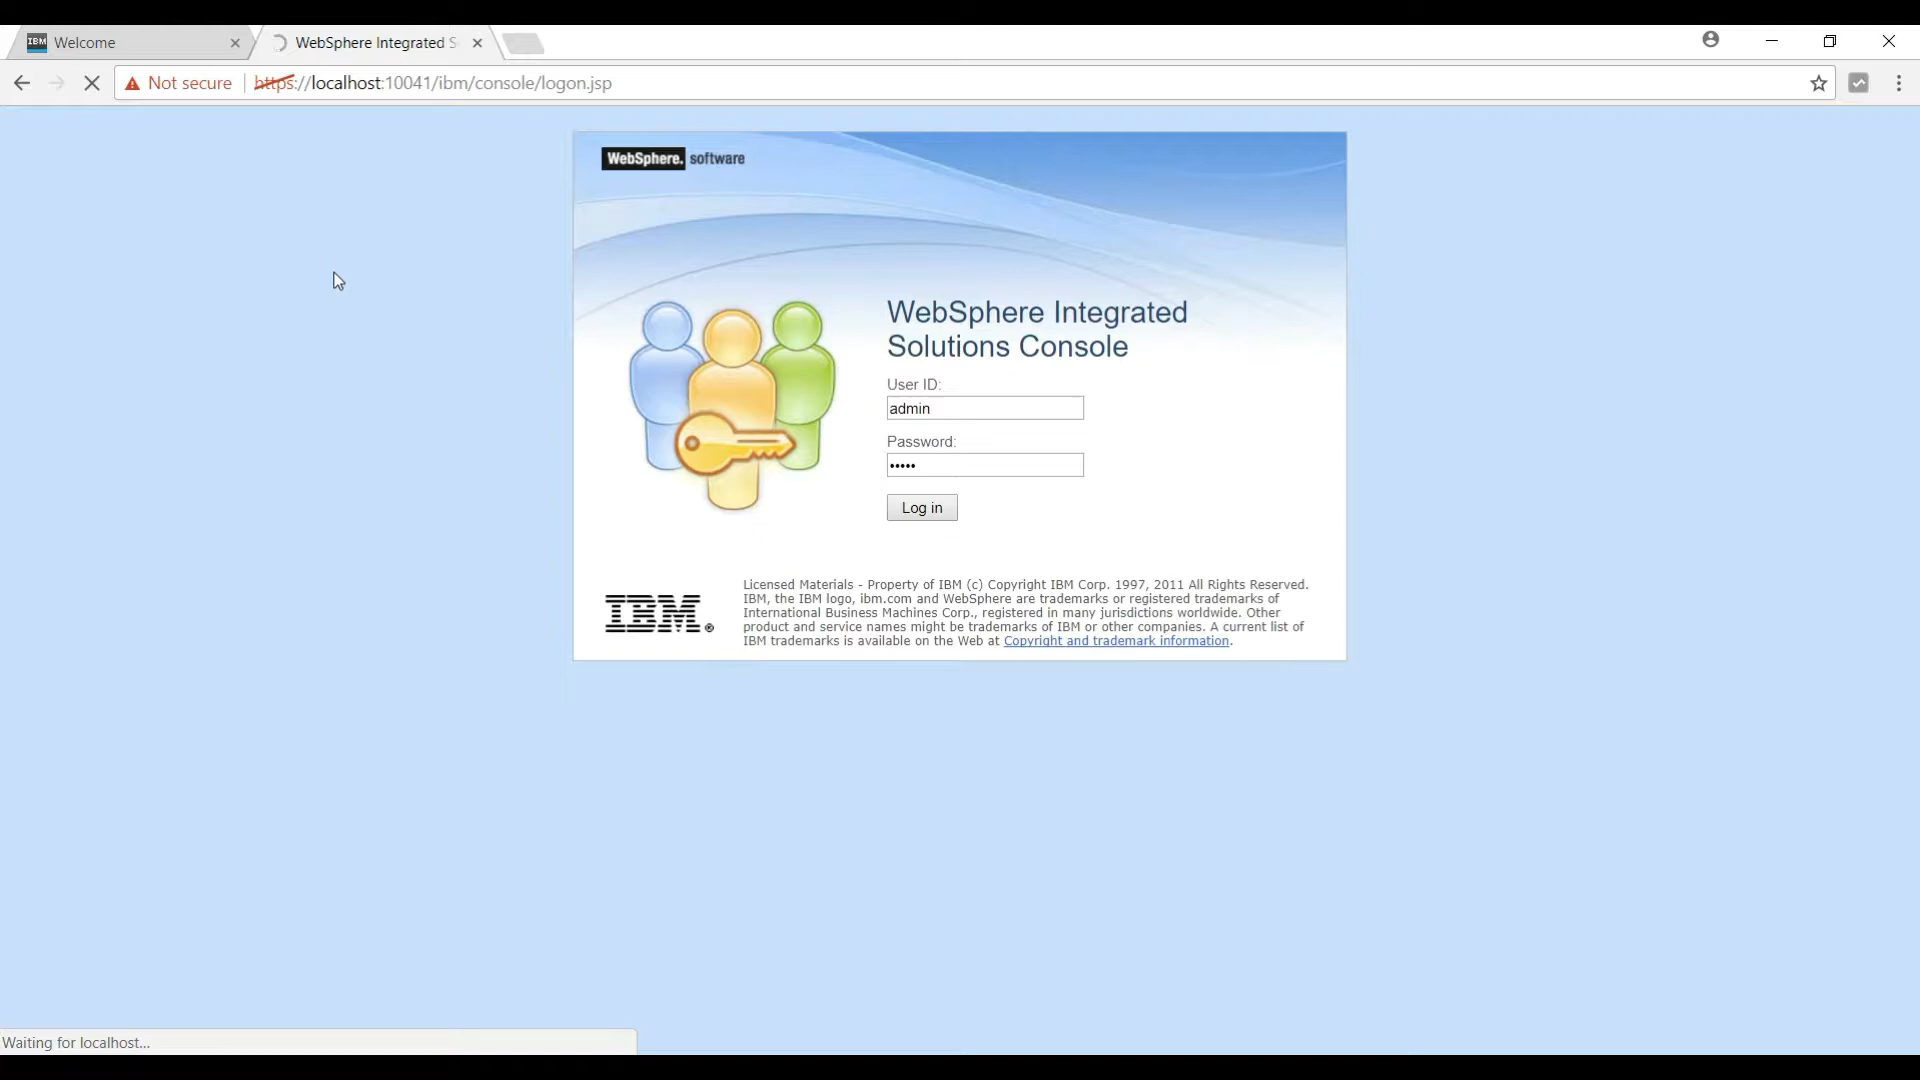 IBM Welcome
WebSphere Integrated S
Not secure https://localhost:10041/ibm/console/logon.jsp
WebSphere. software
WebSphere Integrated
Solutions Console
User ID:
admin
Password:
•••••
Log in
IBM®
Licensed Materials - Property of IBM (c) Copyright IBM Corp. 1997, 2011 All Rights Reserved.
IBM, the IBM logo, ibm.com and WebSphere are trademarks or registered trademarks of
International Business Machines Corp., registered in many jurisdictions worldwide. Other
product and service names might be trademarks of IBM or other companies. A current list of
IBM trademarks is available on the Web at Copyright and trademark information.
Waiting for localhost...